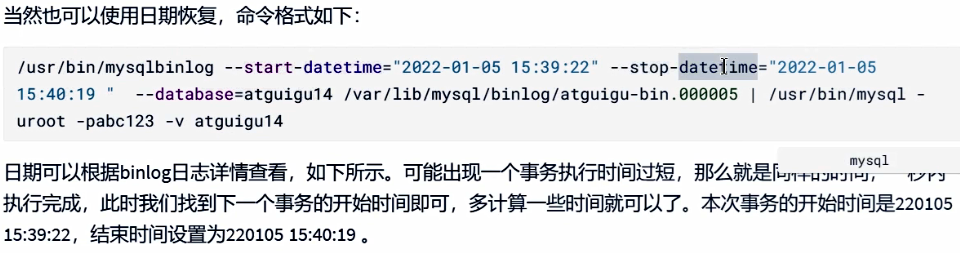 当然也可以使用日期恢复，命令格式如下：
/usr/bin/mysqlbinlog --start-datetime="2022-01-05 15:39:22" --stop-datetime="2022-01-05
15:40:19 " --database=atguigu14 /var/lib/mysql/binlog/atguigu-bin.000005 | /usr/bin/mysql -
uroot -pabc123 -v atguigu14
mysql
日期可以根据binlog日志详情查看，如下所示。可能出现一个事务执行时间过短，那么就是同样的时间，一秒内
执行完成，此时我们找到下一个事务的开始时间即可，多计算一些时间就可以了。本次事务的开始时间是220105
15:39:22，结束时间设置为220105 15:40:19 。